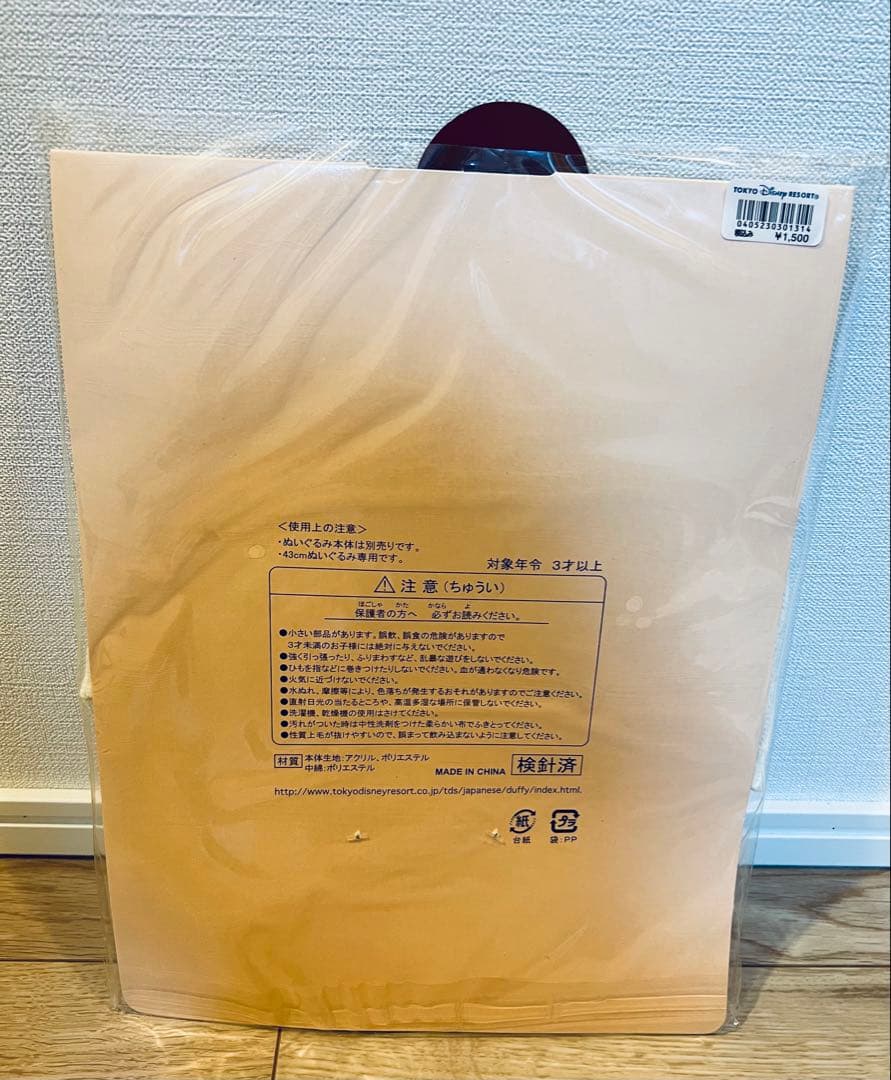 TOKYO Disney RESORT®
0405230301314
税込み ¥1,500
<使用上の注意>
・ぬいぐるみ本体は別売りです。
・43cmぬいぐるみ専用です。
対象年令 3才以上
⚠ 注意(ちゅうい)
ほごしゃ かた かなら よ
保護者の方へ 必ずお読みください。
●小さい部品があります。誤飲、誤食の危険がありますので
3才未満のお子様には絶対に与えないでください。
●強く引っ張ったり、ふりまわすなど、乱暴な遊びをしないでください。
●ひもを指などに巻きつけたりしないでください。血が通わなくなり危険です。
●火気に近づけないでください。
●水ぬれ、摩擦等により、色落ちが発生するおそれがありますのでご注意ください。
●直射日光の当たるところや、高温多湿な場所に保管しないでください。
●洗濯機、乾燥機の使用はさけてください。
●汚れがついた時は中性洗剤をつけた柔らかい布でふきとってください。
●性質上毛が抜けやすいので、誤まって飲み込まないように注意してください。
材質 本体生地:アクリル、ポリエステル
中綿:ポリエステル
MADE IN CHINA 検針済
http://www.tokyodisneyresort.co.jp/tds/japanese/duffy/index.html.
紙 プラ
台紙 袋:PP